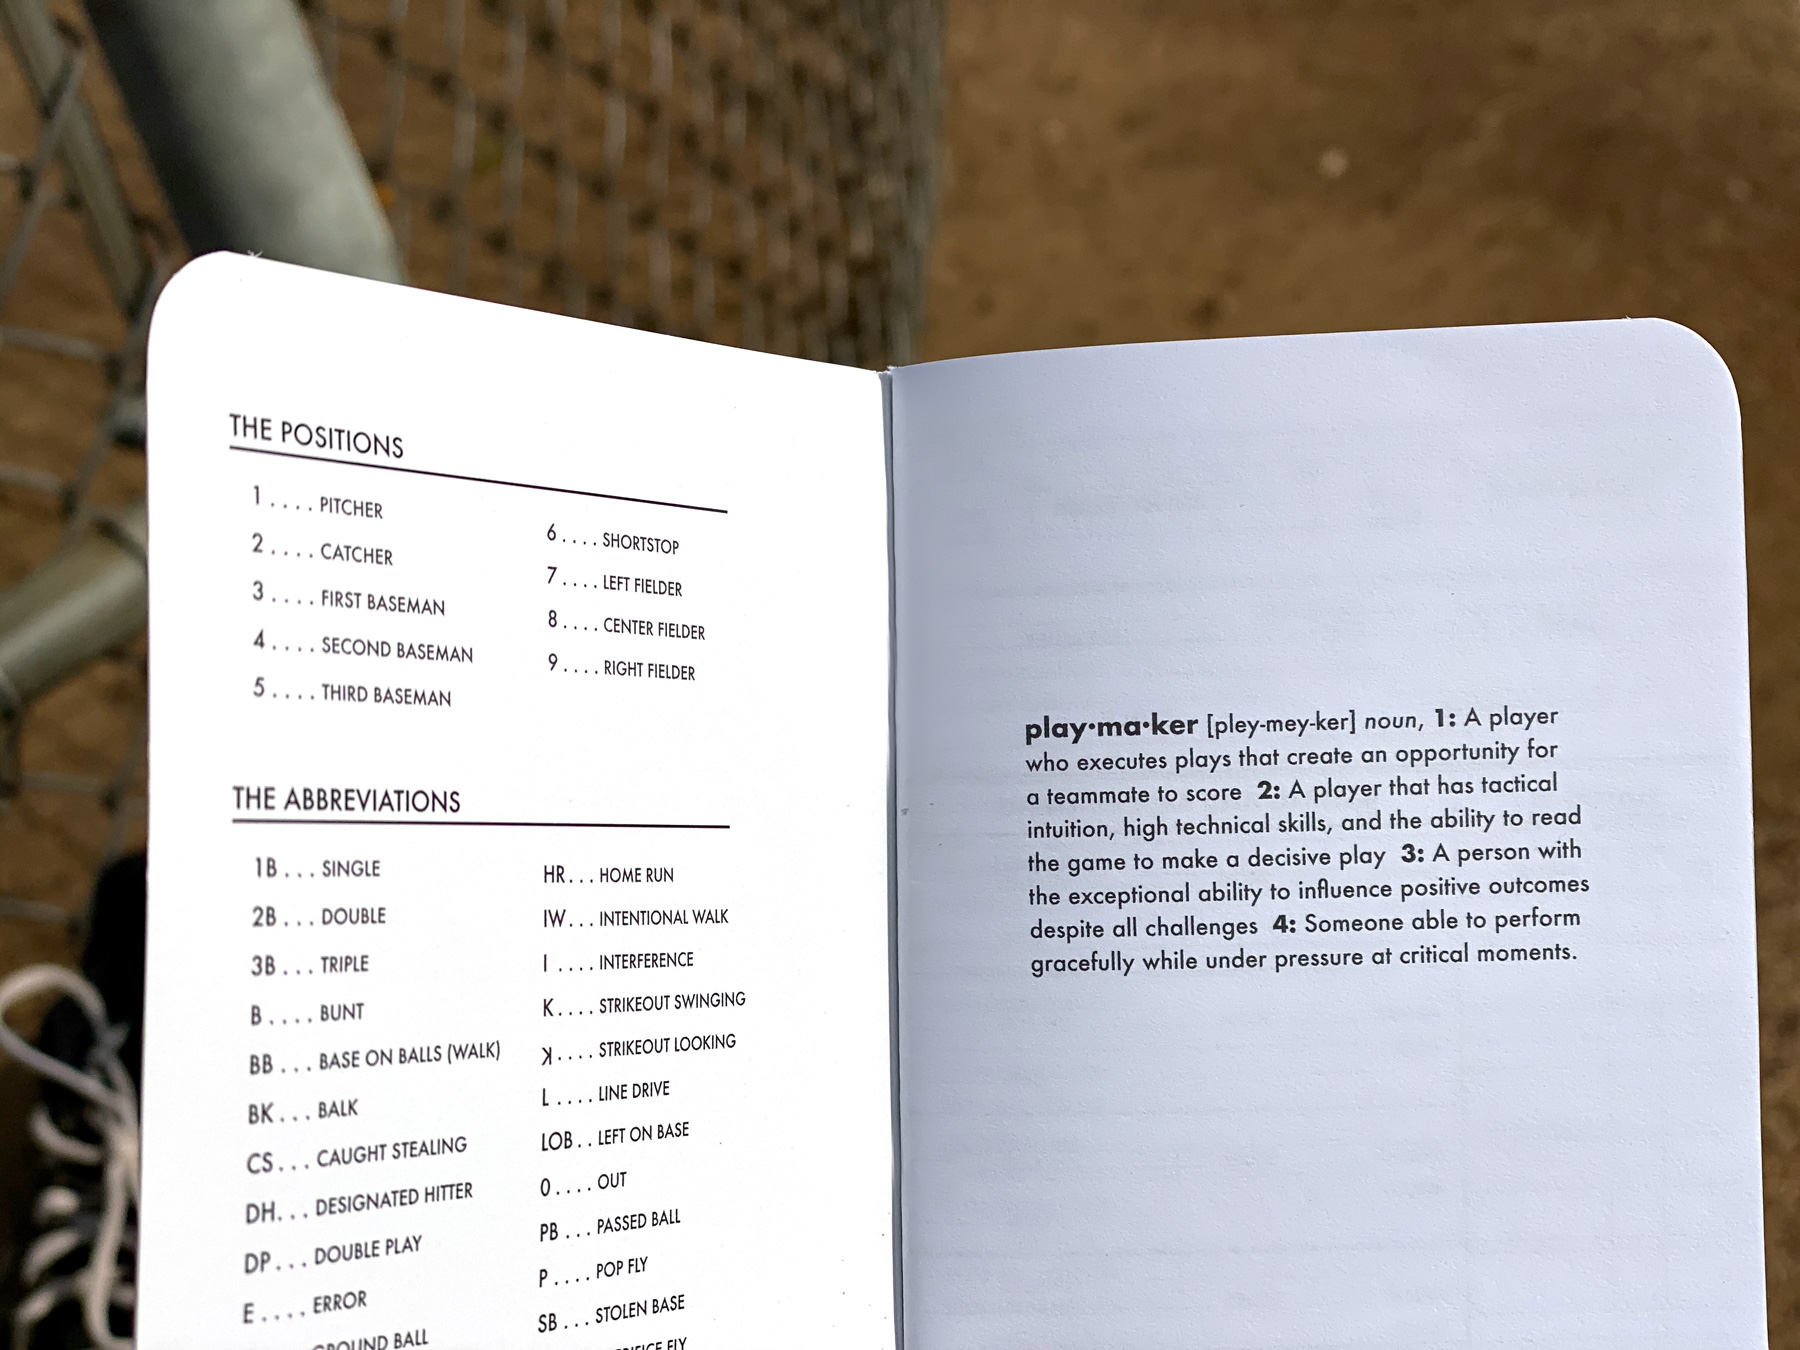 THE POSITIONS
1 .... PITCHER
2 .... CATCHER
3 .... FIRST BASEMAN
4 .... SECOND BASEMAN
5 .... THIRD BASEMAN
6 .... SHORTSTOP
7 .... LEFT FIELDER
8 .... CENTER FIELDER
9 .... RIGHT FIELDER
THE ABBREVIATIONS
1B ... SINGLE
2B ... DOUBLE
3B ... TRIPLE
B .... BUNT
BB ... BASE ON BALLS (WALK)
BK ... BALK
CS ... CAUGHT STEALING
DH... DESIGNATED HITTER
DP ... DOUBLE PLAY
E .... ERROR
GROUND BALL
HR... HOME RUN
IW... INTENTIONAL WALK
I .... INTERFERENCE
K.... STRIKEOUT SWINGING
ꓘ.... STRIKEOUT LOOKING
L .... LINE DRIVE
LOB .. LEFT ON BASE
O.... OUT
PB ... PASSED BALL
P .... POP FLY
SB ... STOLEN BASE
FLY
play•ma•ker [pley-mey-ker] noun, 1: A player
who executes plays that create an opportunity for
a teammate to score 2: A player that has tactical
intuition, high technical skills, and the ability to read
the game to make a decisive play 3: A person with
the exceptional ability to influence positive outcomes
despite all challenges 4: Someone able to perform
gracefully while under pressure at critical moments.